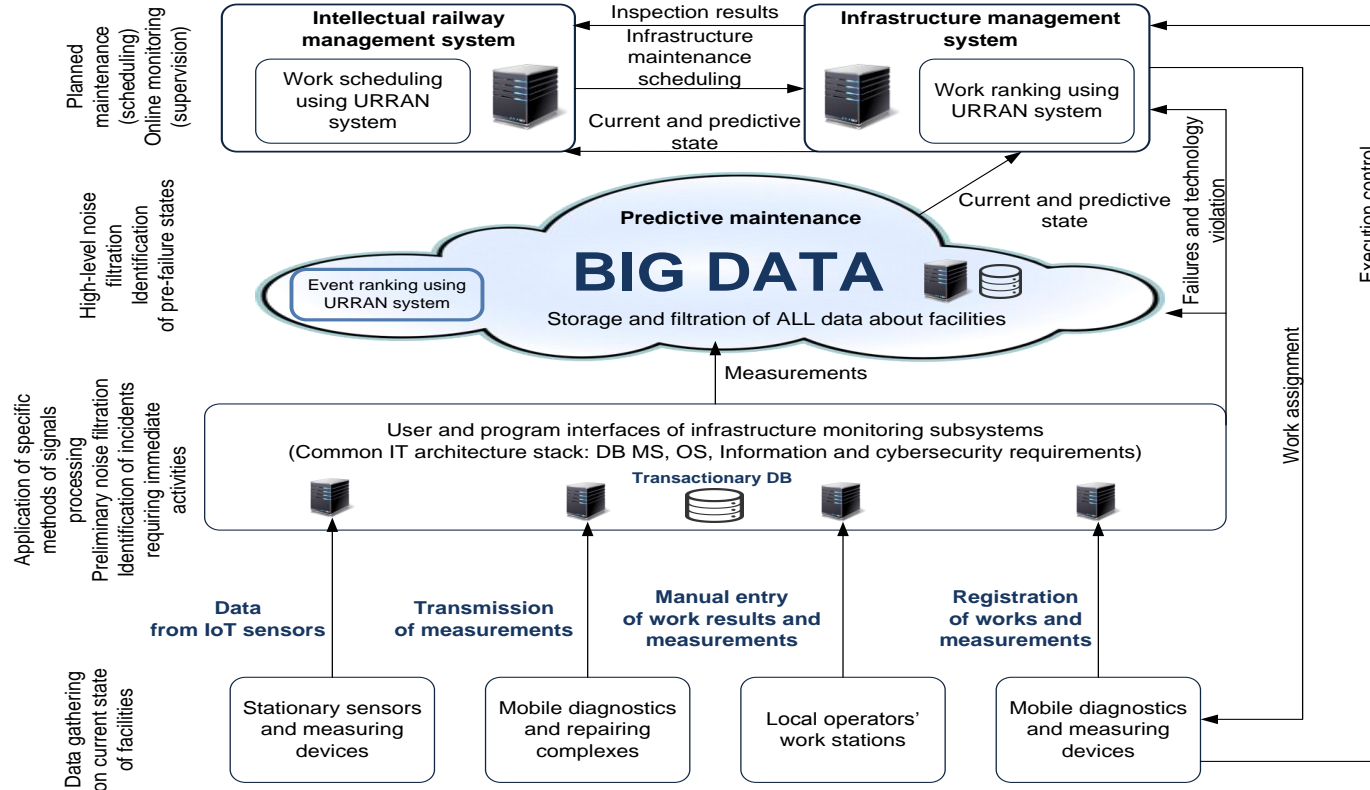 Planned
maintenance
(scheduling)
Online monitoring
(supervision)
Intellectual railway
management system
Work scheduling
using URRAN
system
Inspection results
Infrastructure
maintenance
scheduling
Current and predictive
state
Infrastructure management
system
Work ranking using
URRAN system
High-level noise
filtration
Identification
of pre-failure states
Predictive maintenance
BIG DATA
Event ranking using
URRAN system
Storage and filtration of ALL data about facilities
Current and predictive
state
Failures and technology
violation
Work assignment
Execution control
Measurements
Application of specific
methods of signals
processing
Preliminary noise filtration
Identification of incidents
requiring immediate
activities
User and program interfaces of infrastructure monitoring subsystems
(Common IT architecture stack: DB MS, OS, Information and cybersecurity requirements)
Transactionary DB
Data
from IoT sensors
Transmission
of measurements
Manual entry
of work results and
measurements
Registration
of works and
measurements
Data gathering
on current state
of facilities
Stationary sensors
and measuring
devices
Mobile diagnostics
and repairing
complexes
Local operators'
work stations
Mobile diagnostics
and measuring
devices